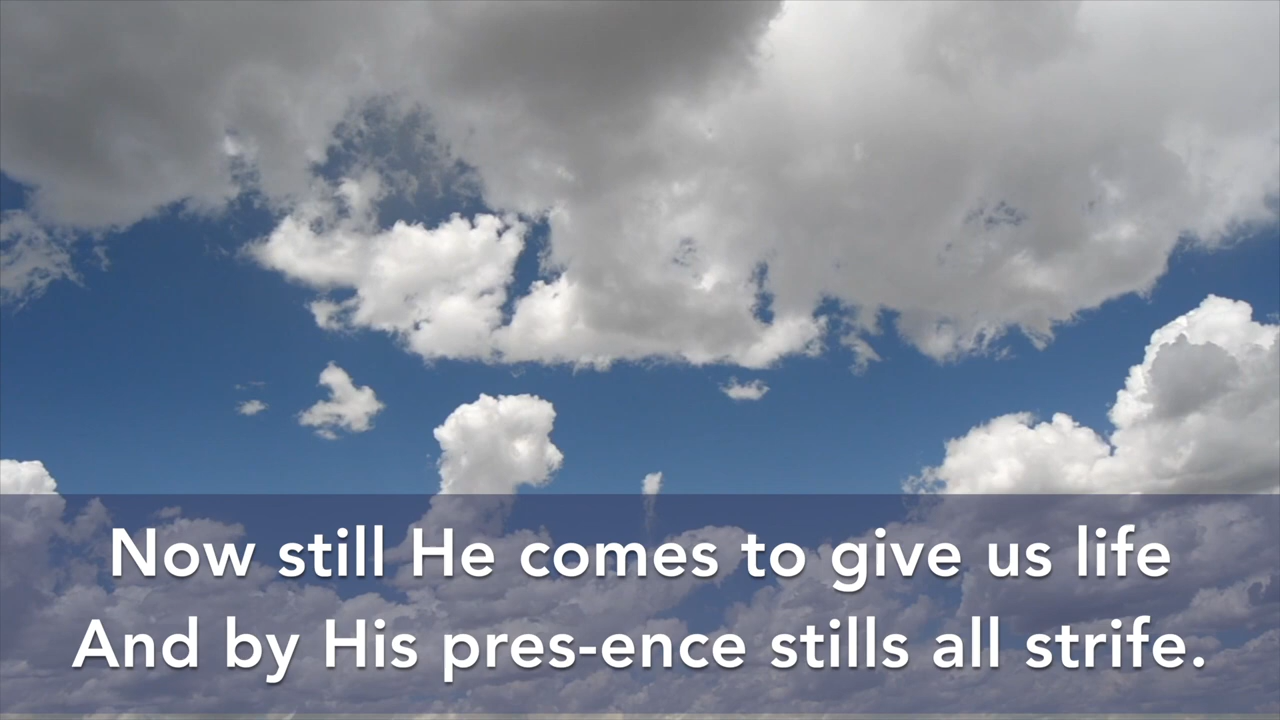 Now still He comes to give us life
And by His pres-ence stills all strife.